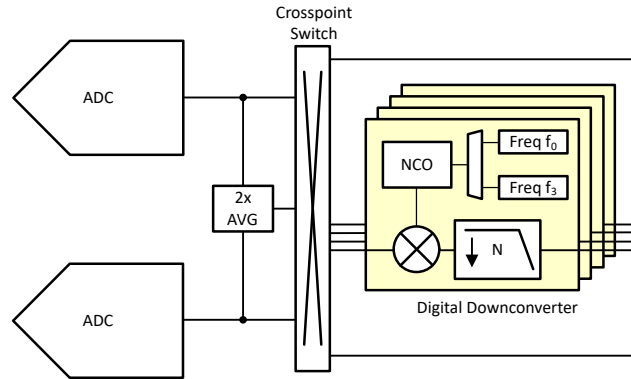 Crosspoint
Switch
ADC
2x
AVG
ADC
NCO
Freq f₀
Freq f₃
N
Digital Downconverter